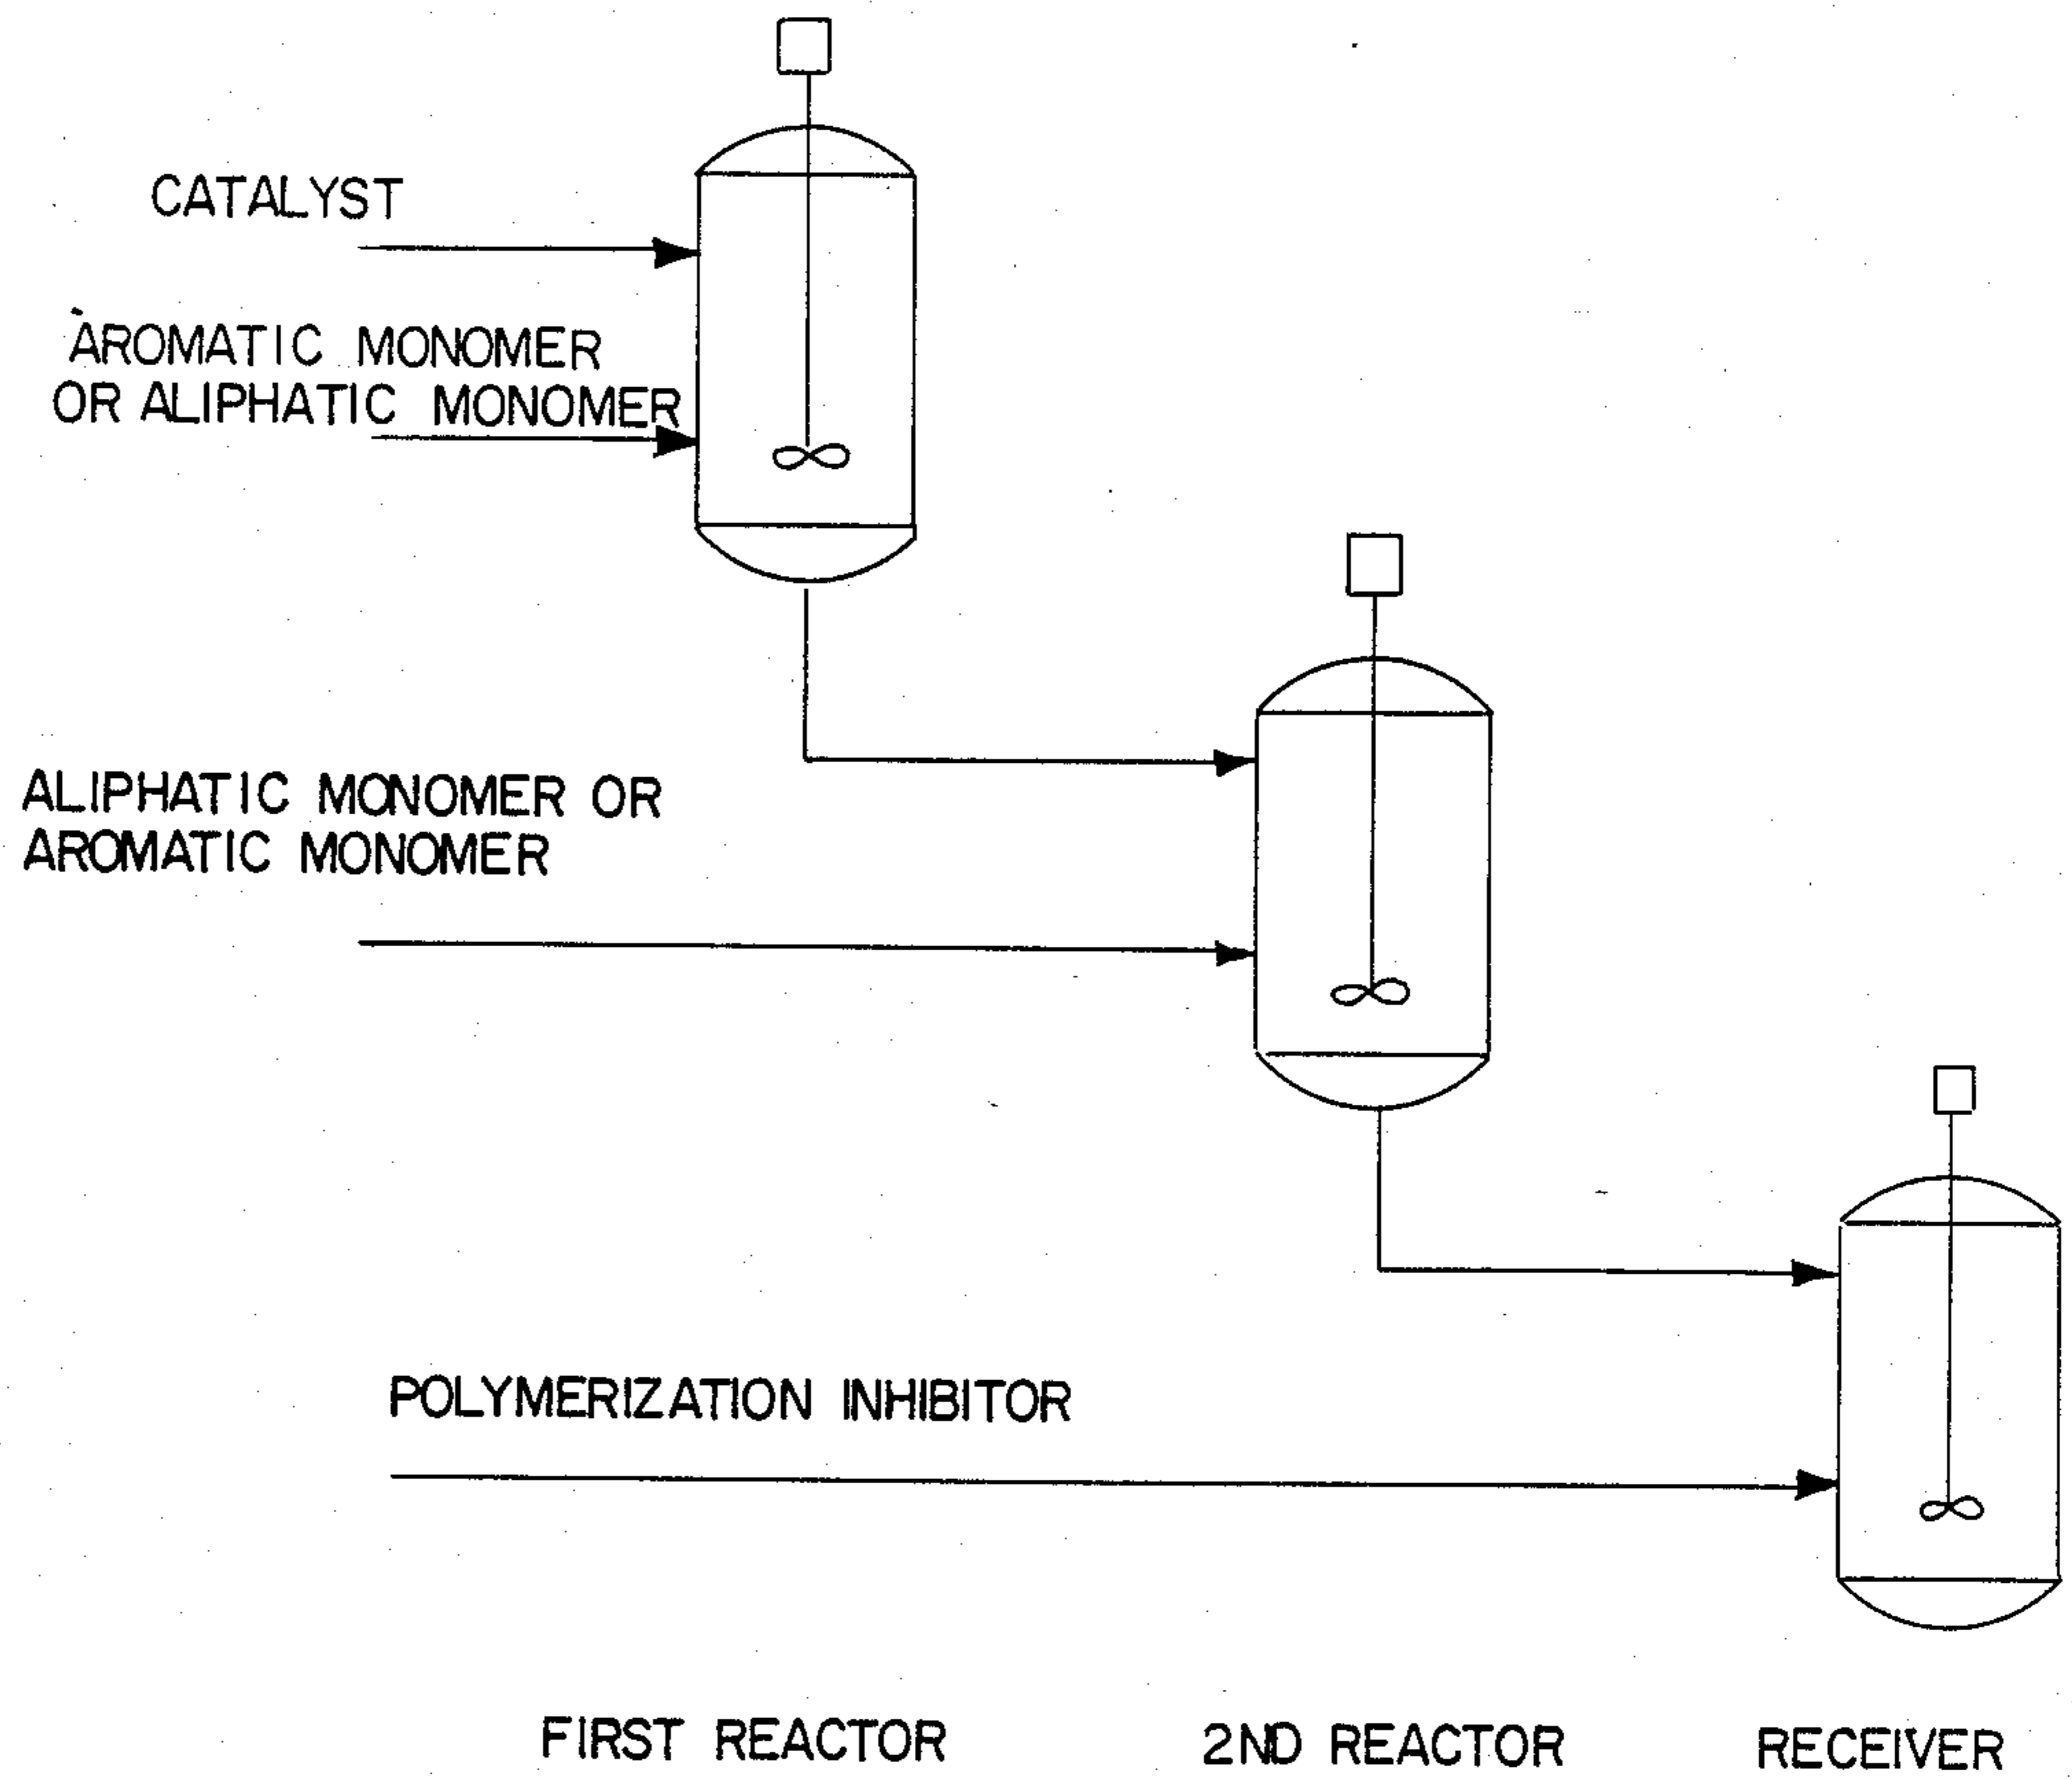 CATALYST
AROMATIC MONOMER
OR ALIPHATIC MONOMER
ALIPHATIC MONOMER OR
AROMATIC MONOMER
POLYMERIZATION INHIBITOR
FIRST REACTOR
2ND REACTOR
RECEIVER